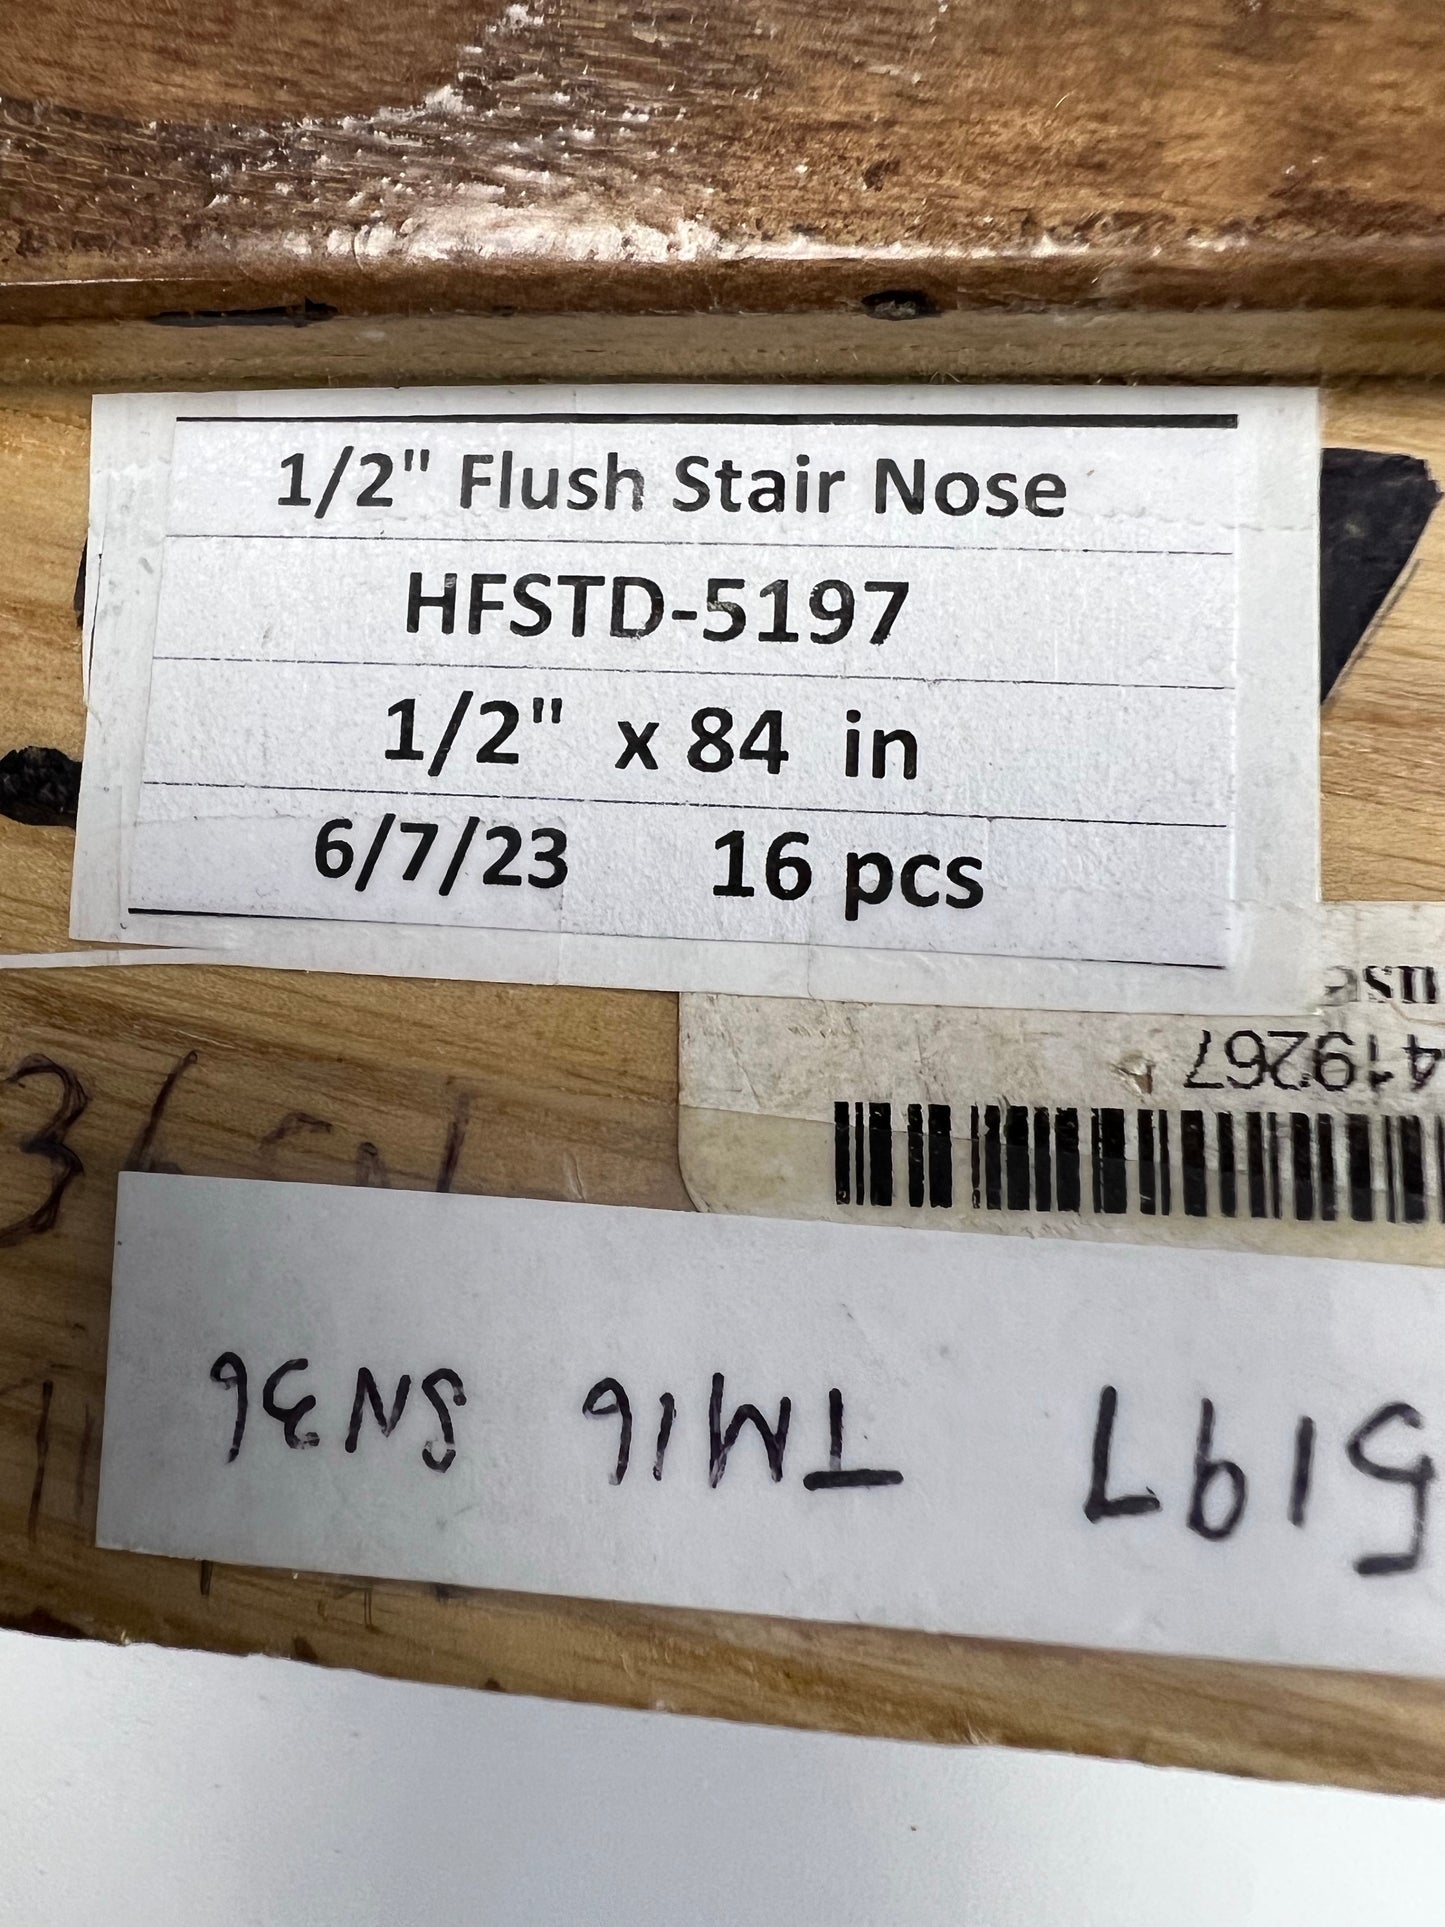 1/2" Flush Stair Nose
HFSTD-5197
1/2" x 84 in
6/7/23 16 pcs
419267
5197 TM16 SN36